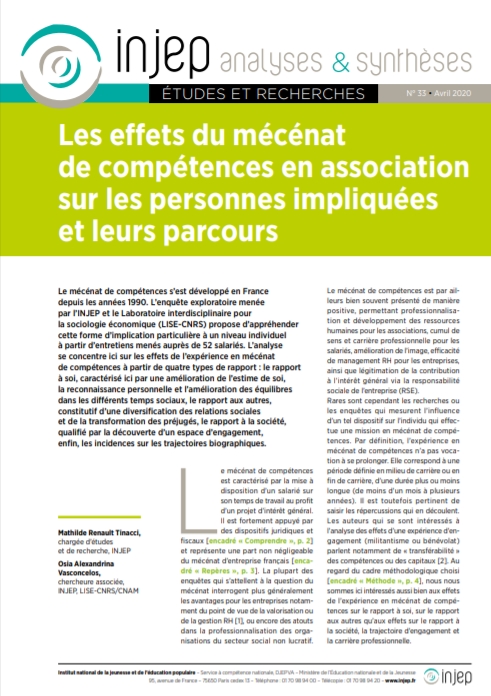 injep analyses & synthèses
ÉTUDES ET RECHERCHES
N° 33 • Avril 2020
Les effets du mécénat
de compétences en association
sur les personnes impliquées
et leurs parcours
Le mécénat de compétences s'est développé en France
depuis les années 1990. L'enquête exploratoire menée
par l'INJEP et le Laboratoire interdisciplinaire pour
la sociologie économique (LISE-CNRS) propose d'appréhender
cette forme d'implication particulière à un niveau individuel
à partir d'entretiens menés auprès de 52 salariés. L'analyse
se concentre ici sur les effets de l'expérience en mécénat
de compétences à partir de quatre types de rapport : le rapport
à soi, caractérisé ici par une amélioration de l'estime de soi,
la reconnaissance personnelle et l'amélioration des équilibres
dans les différents temps sociaux, le rapport aux autres,
constitutif d'une diversification des relations sociales
et de la transformation des préjugés, le rapport à la société,
qualifié par la découverte d'un espace d'engagement,
enfin, les incidences sur les trajectoires biographiques.
Mathilde Renault Tinacci,
chargée d'études
et de recherche, INJEP
Osia Alexandrina
Vasconcelos,
chercheure associée,
INJEP, LISE-CNRS/CNAM
Le mécénat de compétences
est caractérisé par la mise à
disposition d'un salarié sur
son temps de travail au profit
d'un projet d'intérêt général.
Il est fortement appuyé par
des dispositifs juridiques et
fiscaux [encadré « Comprendre », p. 2]
et représente une part non négligeable
du mécénat d'entreprise français [enca-
dré « Repères », p. 3]. La plupart des
enquêtes qui s'attellent à la question du
mécénat interrogent plus généralement
les avantages pour les entreprises notam-
ment du point de vue de la valorisation ou
de la gestion RH [1], ou encore des atouts
dans la professionnalisation des orga-
nisations du secteur social non lucratif.
Le mécénat de compétences est par ail-
leurs bien souvent présenté de manière
positive, permettant professionnalisa-
tion et développement des ressources
humaines pour les associations, cumul de
sens et carrière professionnelle pour les
salariés, amélioration de l'image, efficacité
de management RH pour les entreprises,
ainsi que légitimation de la contribution
à l'intérêt général via la responsabilité
sociale de l'entreprise (RSE).
Rares sont cependant les recherches ou
les enquêtes qui mesurent l'influence
d'un tel dispositif sur l'individu qui effec-
tue une mission en mécénat de compé-
tences. Par définition, l'expérience en
mécénat de compétences n'a pas voca-
tion à se prolonger. Elle correspond à une
période définie en milieu de carrière ou en
fin de carrière, d'une durée plus ou moins
longue (de moins d'un mois à plusieurs
années). Il est toutefois pertinent de
saisir les répercussions qui en découlent.
Les auteurs qui se sont intéressés à
l'analyse des effets d'une expérience d'en-
gagement (militantisme ou bénévolat)
parlent notamment de « transférabilité »
des compétences ou des capitaux [2]. Au
regard du cadre méthodologique choisi
[encadré « Méthode », p. 4], nous nous
sommes ici intéressés aussi bien aux effets
de l'expérience de mécénat de compé-
tences sur le rapport à soi, sur le rapport
aux autres qu'aux effets sur le rapport à
la société, la trajectoire d'engagement et
la carrière professionnelle.
Institut national de la jeunesse et de l'éducation populaire – Service à compétence nationale, DJEPVA – Ministère de l'Éducation nationale et de la Jeunesse
95, avenue de France – 75650 Paris cedex 13 – Téléphone : 01 70 98 94 00 – Télécopie : 01 70 98 94 20 – www.injep.fr
injep